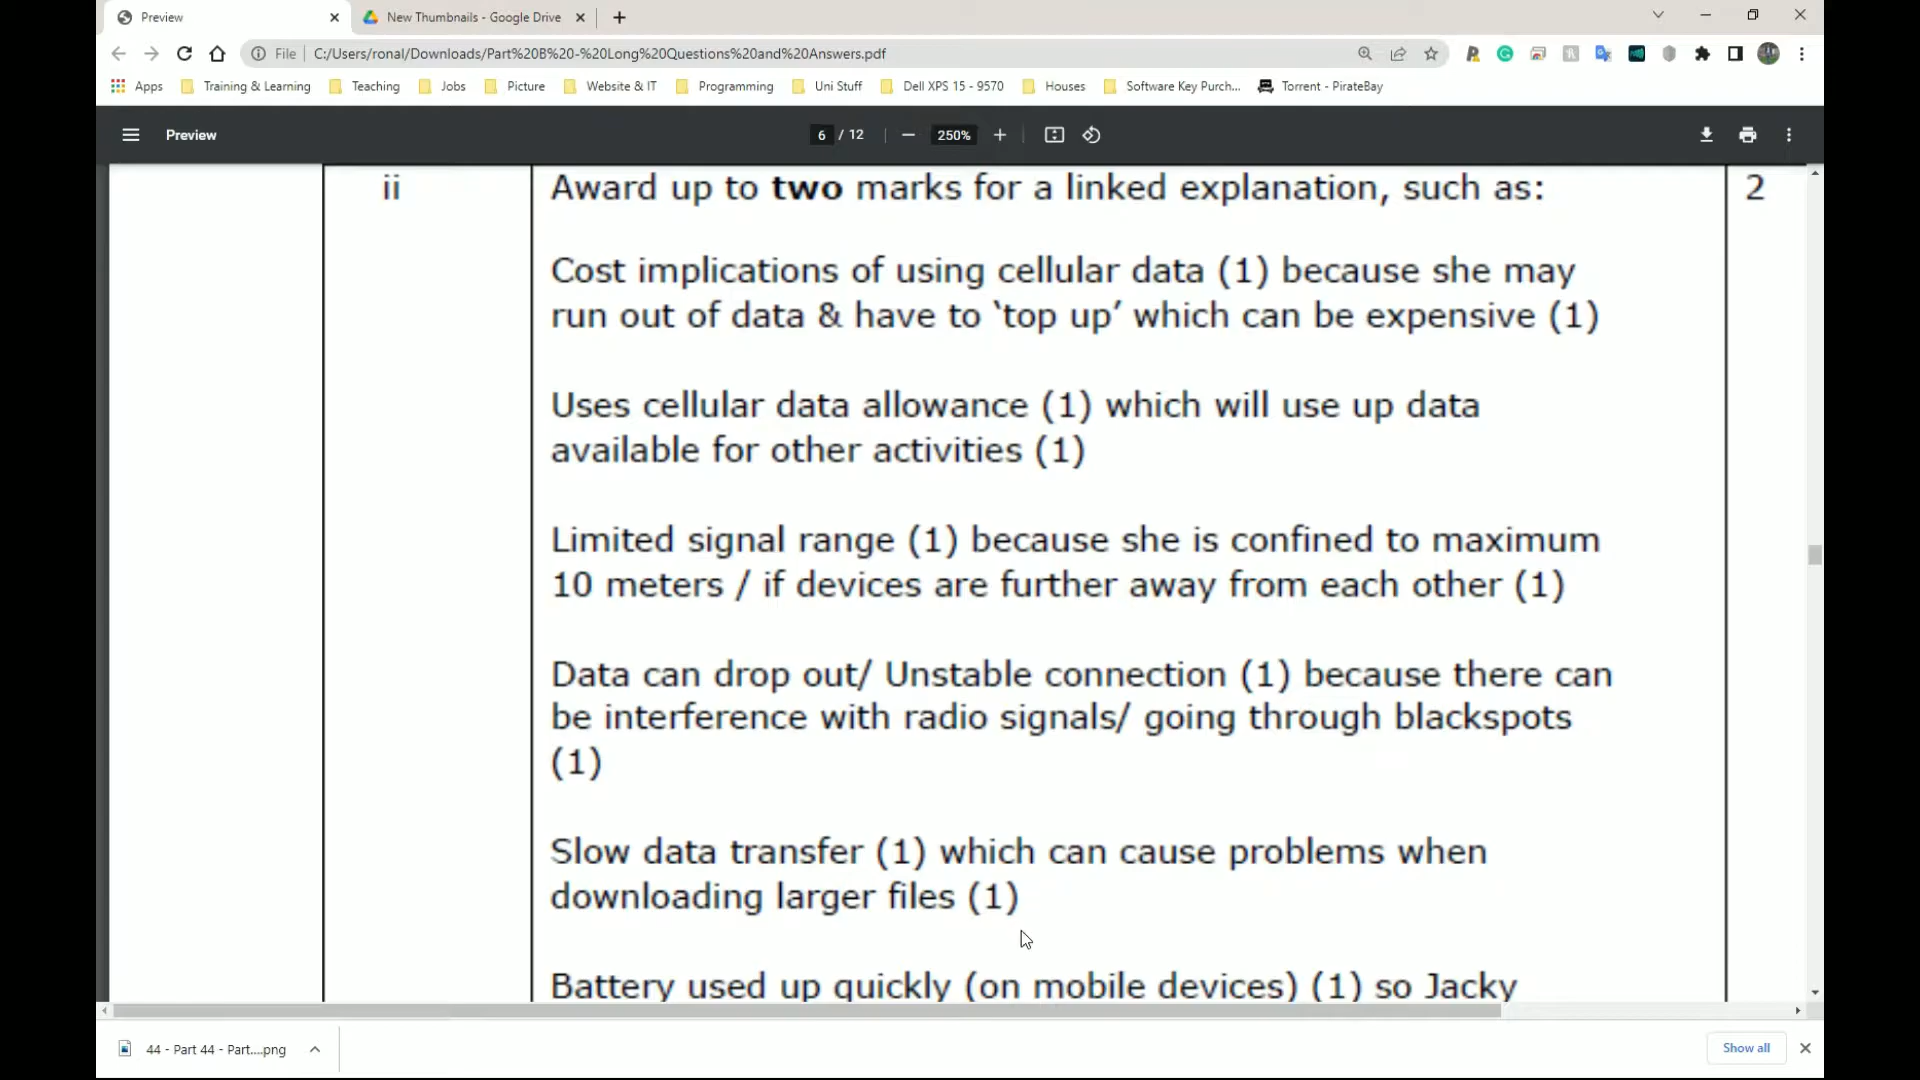 Preview
New Thumbnails - Google Drive
File
C:/Users/ronal/Downloads/Part%20B%20-%20Long%20Questions%20and%20Answers.pdf
Apps
Training & Learning
Teaching
Jobs
Picture
Website & IT
Programming
Uni Stuff
Dell XPS 15 - 9570
Houses
Software Key Purch...
Torrent - PirateBay
Preview
6 / 12
250%
ii
Award up to two marks for a linked explanation, such as:
2
Cost implications of using cellular data (1) because she may
run out of data & have to ‘top up’ which can be expensive (1)
Uses cellular data allowance (1) which will use up data
available for other activities (1)
Limited signal range (1) because she is confined to maximum
10 meters / if devices are further away from each other (1)
Data can drop out/ Unstable connection (1) because there can
be interference with radio signals/ going through blackspots
(1)
Slow data transfer (1) which can cause problems when
downloading larger files (1)
Battery used up quickly (on mobile devices) (1) so Jacky
44 - Part 44 - Part....png
Show all